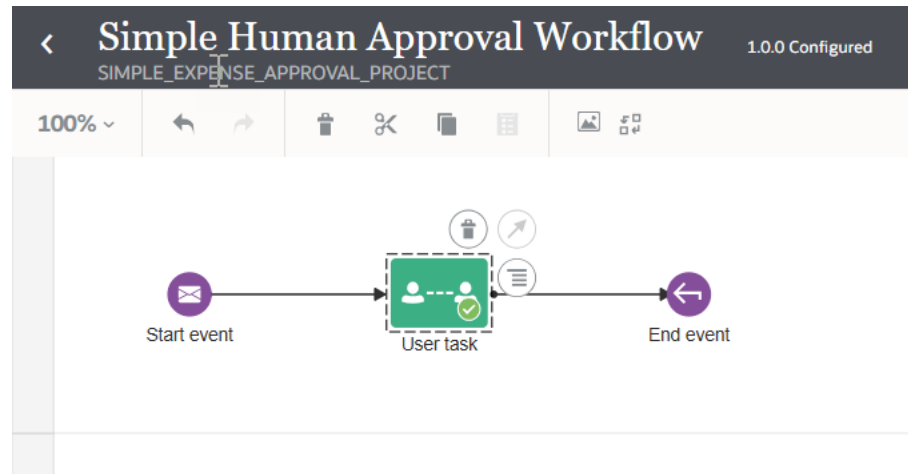 Simple Human Approval Workflow 1.0.0 Configured
SIMPLE_EXPENSE_APPROVAL_PROJECT
100%
Start event
User task
End event